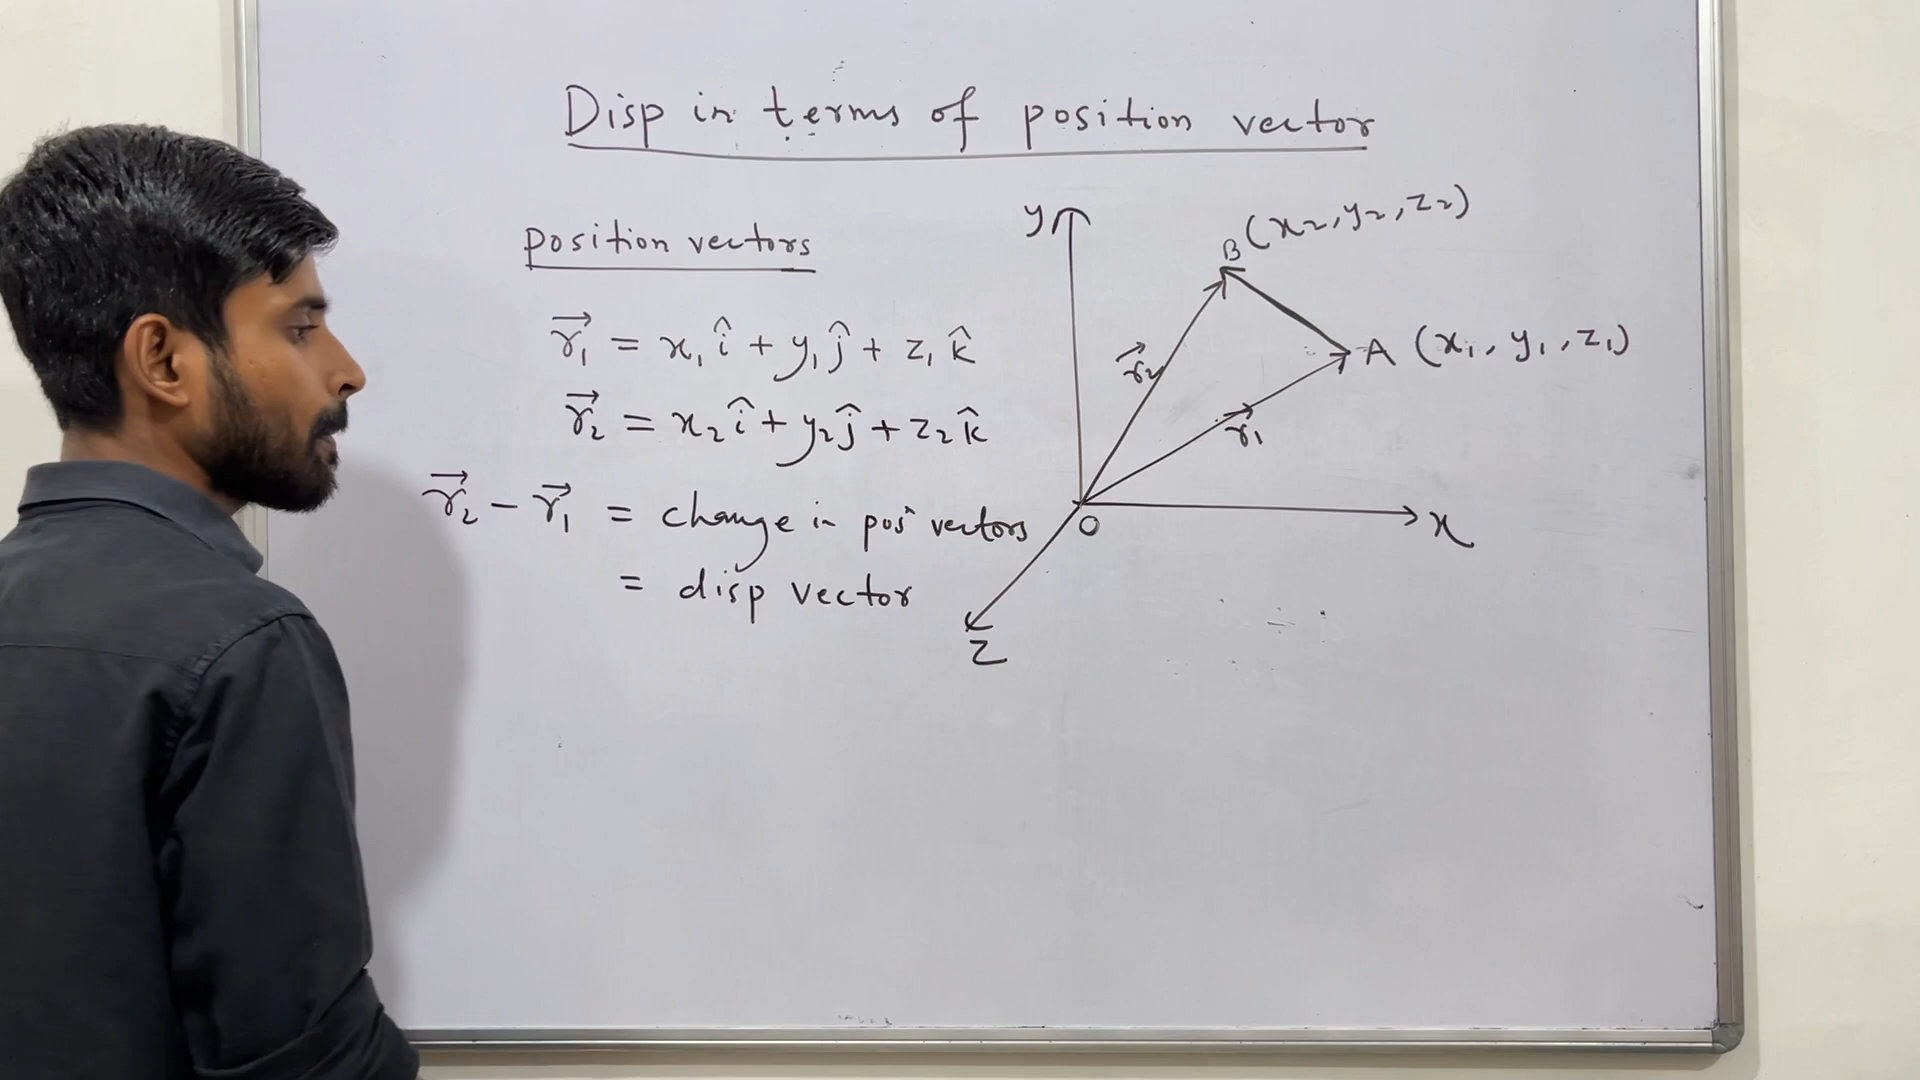 Disp in terms of position vector
position vectors
r⃗₁ = x₁ î + y₁ ĵ + z₁ k̂
r⃗₂ = x₂ î + y₂ ĵ + z₂ k̂
r⃗₂ − r⃗₁ = change in posⁿ vectors
= disp vector
y
B (x₂, y₂, z₂)
A (x₁, y₁, z₁)
r⃗₂
r⃗₁
O
x
z